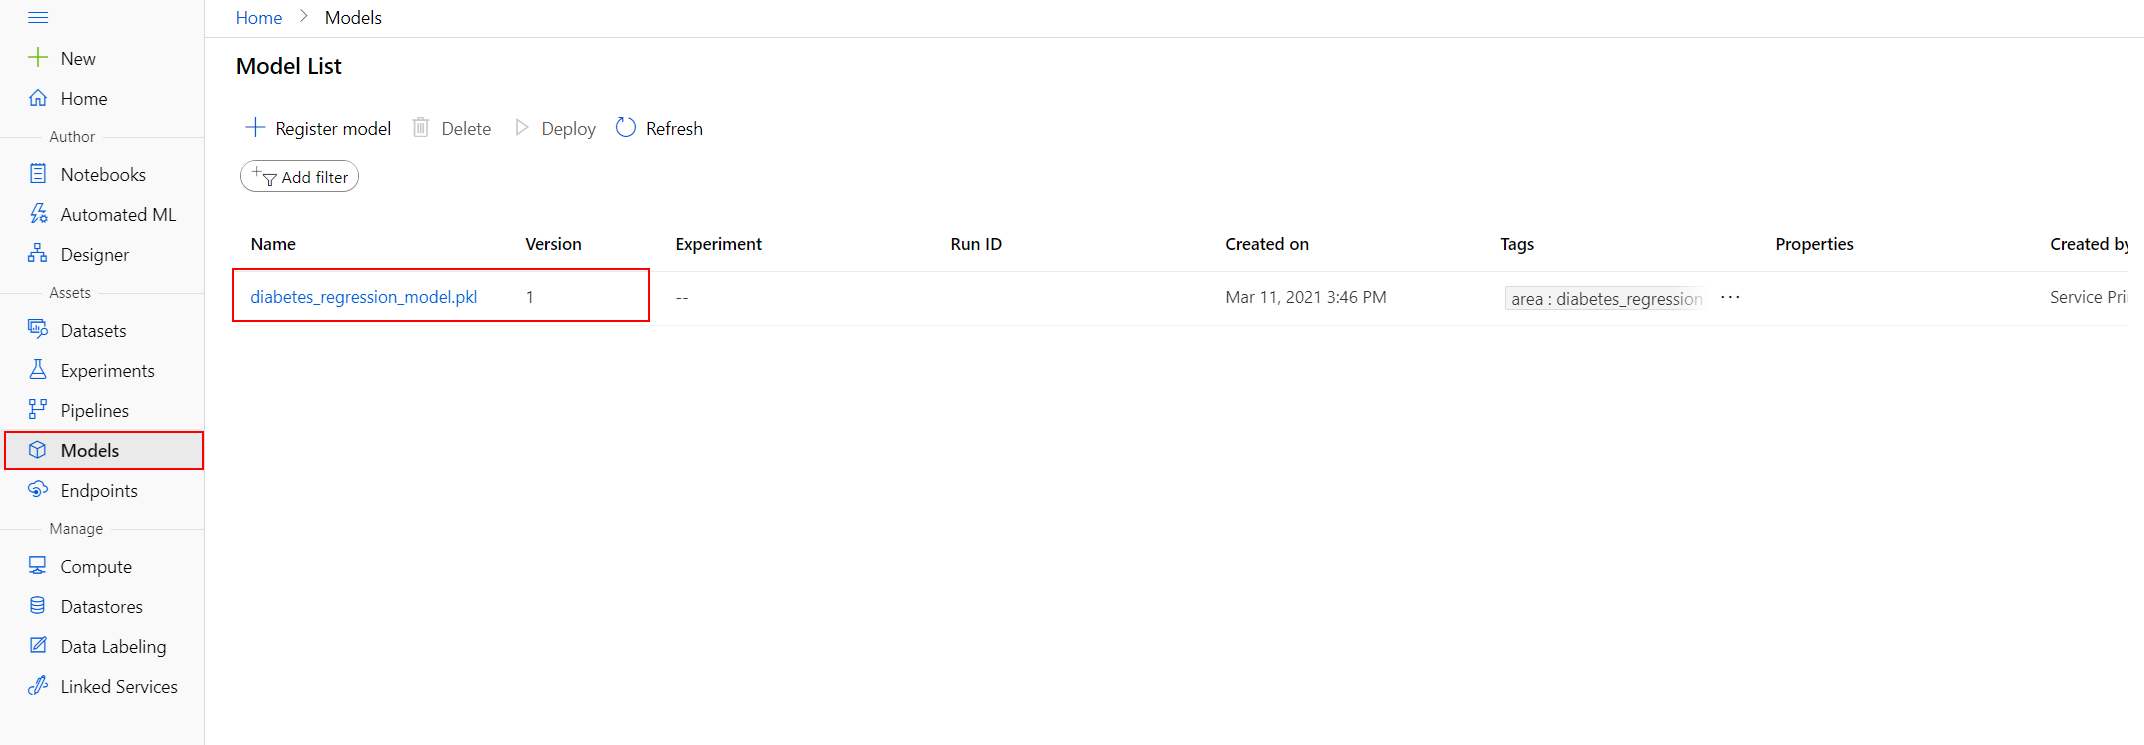 Home > Models
New
Home
Author
Notebooks
Automated ML
Designer
Assets
Datasets
Experiments
Pipelines
Models
Endpoints
Manage
Compute
Datastores
Data Labeling
Linked Services
Model List
Register model Delete Deploy Refresh
Add filter
Name Version Experiment Run ID Created on Tags Properties Created by
diabetes_regression_model.pkl 1 -- Mar 11, 2021 3:46 PM area : diabetes_regression ··· Service Pri